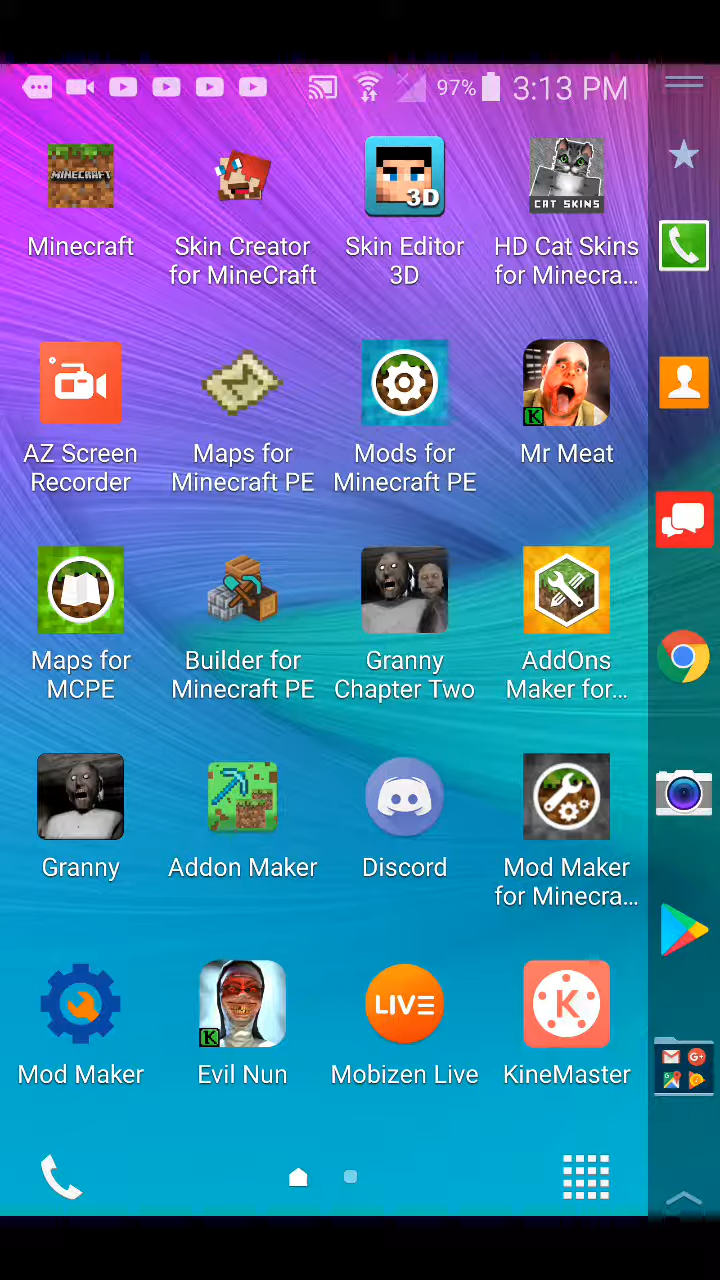 97% 3:13 PM
MINECRAFT
3D
CAT SKINS
Minecraft
Skin Creator
for MineCraft
Skin Editor
3D
HD Cat Skins
for Minecra...
K
AZ Screen
Recorder
Maps for
Minecraft PE
Mods for
Minecraft PE
Mr Meat
Maps for
MCPE
Builder for
Minecraft PE
Granny
Chapter Two
AddOns
Maker for...
Granny
Addon Maker
Discord
Mod Maker
for Minecra...
K
LIVE
K
Mod Maker
Evil Nun
Mobizen Live
KineMaster